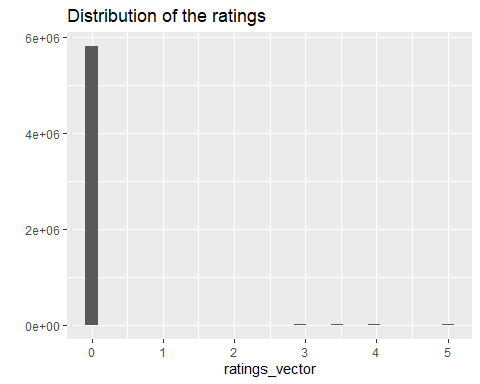 Distribution of the ratings
6e+06
4e+06
2e+06
0e+00
0 1 2 3 4 5
ratings_vector